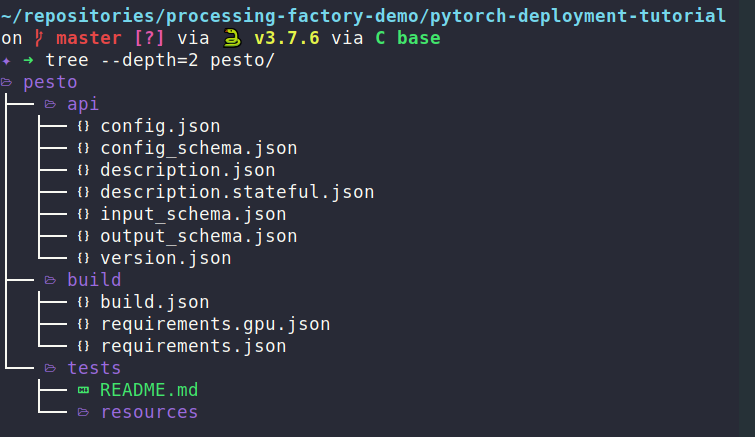 ~/repositories/processing-factory-demo/pytorch-deployment-tutorial
on master [?] via 🐍 v3.7.6 via C base
✦ ➜ tree --depth=2 pesto/
pesto
├── api
│   ├── {} config.json
│   ├── {} config_schema.json
│   ├── {} description.json
│   ├── {} description.stateful.json
│   ├── {} input_schema.json
│   ├── {} output_schema.json
│   └── {} version.json
├── build
│   ├── {} build.json
│   ├── {} requirements.gpu.json
│   └── {} requirements.json
└── tests
    ├── README.md
    └── resources